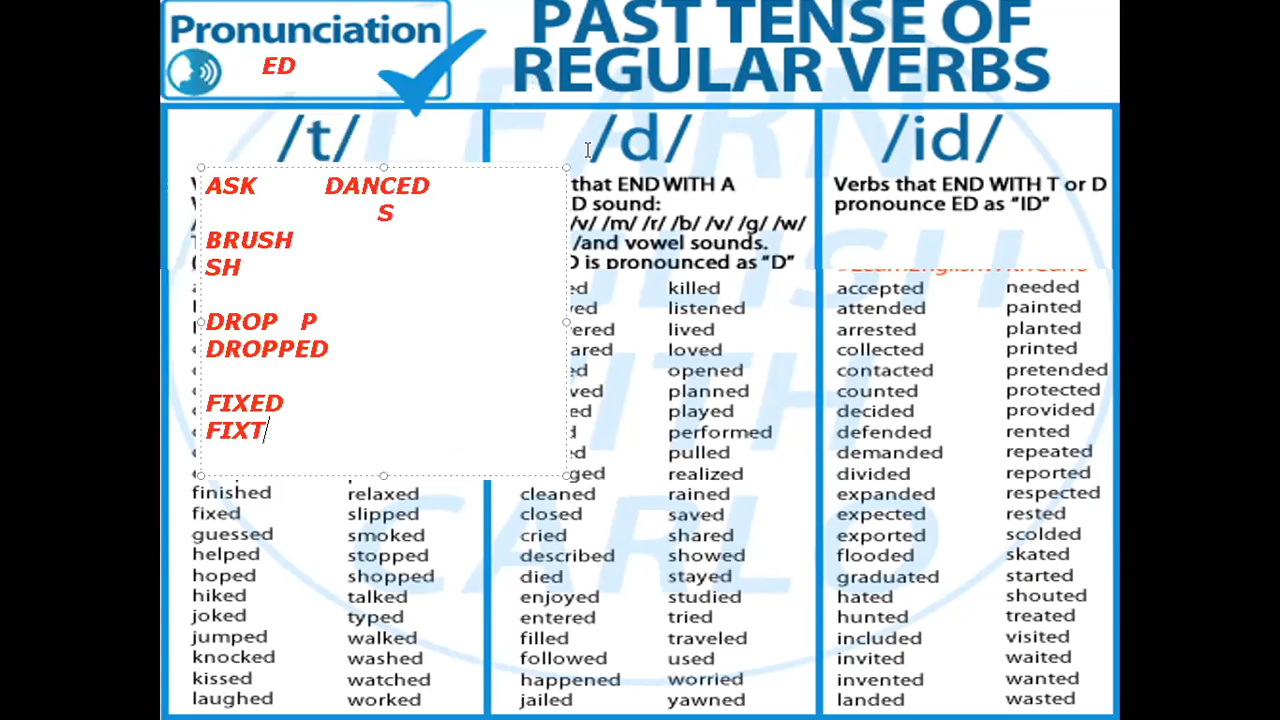 Pronunciation
ED
PAST TENSE OF
REGULAR VERBS
/t/
ASK DANCED
S
BRUSH
SH
DROP P
DROPPED
FIXED
FIXT
finished relaxed
fixed slipped
guessed smoked
helped stopped
hoped shopped
hiked talked
joked typed
jumped walked
knocked washed
kissed watched
laughed worked
/d/
that END WITH A
D sound:
/v/ /m/ /r/ /b/ /v/ /g/ /w/
/and vowel sounds.
D is pronounced as "D"
killed
listened
lived
loved
opened
planned
played
performed
pulled
realized
cleaned rained
closed saved
cried shared
described showed
died stayed
enjoyed studied
entered tried
filled traveled
followed used
happened worried
jailed yawned
/id/
Verbs that END WITH T or D
pronounce ED as "ID"
accepted needed
attended painted
arrested planted
collected printed
contacted pretended
counted protected
decided provided
defended rented
demanded repeated
divided reported
expanded respected
expected rested
exported scolded
flooded skated
graduated started
hated shouted
hunted treated
included visited
invited waited
invented wanted
landed wasted
LEARN
ENGLISH
WITH
CARLO